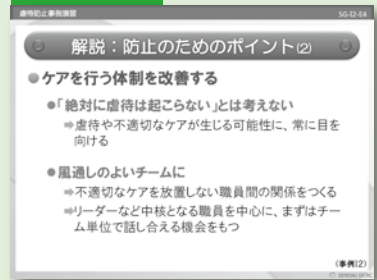 虐待防止事例演習
SG-I2-E4
解説：防止のためのポイント(2)
●ケアを行う体制を改善する
●「絶対に虐待は起こらない」とは考えない
⇒虐待や不適切なケアが生じる可能性に、常に目を
向ける
●風通しのよいチームに
⇒不適切なケアを放置しない職員間の関係をつくる
⇒リーダーなど中核となる職員を中心に、まずはチー
ム単位で話し合える機会をもつ
(事例I2)